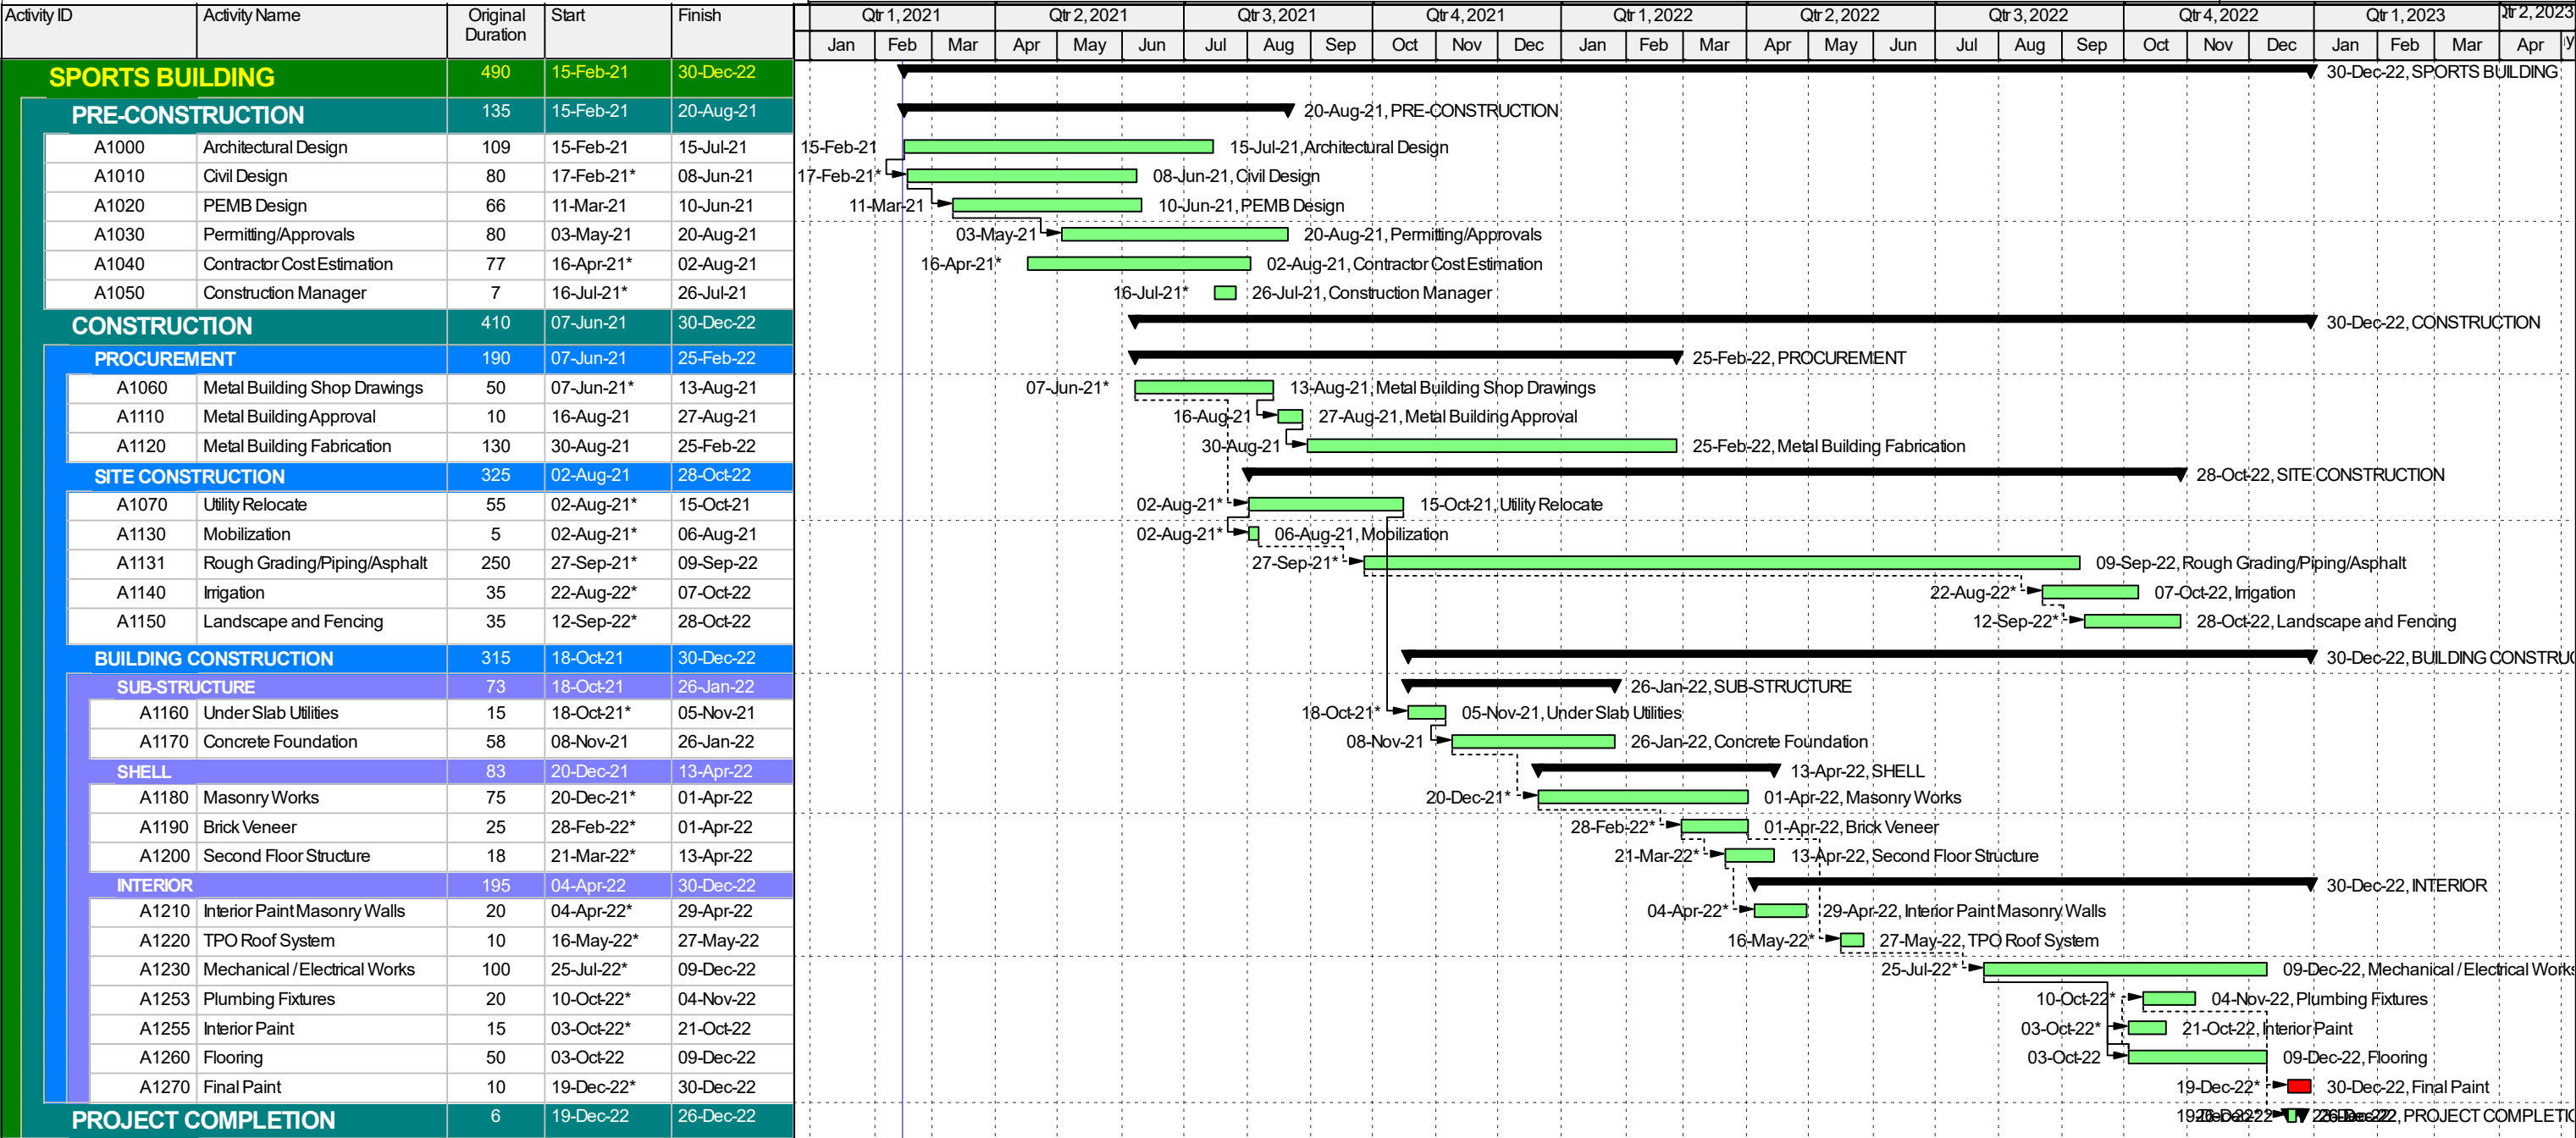 Activity ID Activity Name Original Duration Start Finish Qtr 1, 2021 Qtr 2, 2021 Qtr 3, 2021 Qtr 4, 2021 Qtr 1, 2022 Qtr 2, 2022 Qtr 3, 2022 Qtr 4, 2022 Qtr 1, 2023 Qtr 2, 2023
Jan Feb Mar Apr May Jun Jul Aug Sep Oct Nov Dec Jan Feb Mar Apr May Jun Jul Aug Sep Oct Nov Dec Jan Feb Mar Apr
SPORTS BUILDING 490 15-Feb-21 30-Dec-22 30-Dec-22, SPORTS BUILDING
PRE-CONSTRUCTION 135 15-Feb-21 20-Aug-21 20-Aug-21, PRE-CONSTRUCTION
A1000 Architectural Design 109 15-Feb-21 15-Jul-21 15-Feb-21 15-Jul-21, Architectural Design
A1010 Civil Design 80 17-Feb-21* 08-Jun-21 17-Feb-21* 08-Jun-21, Civil Design
A1020 PEMB Design 66 11-Mar-21 10-Jun-21 11-Mar-21 10-Jun-21, PEMB Design
A1030 Permitting/Approvals 80 03-May-21 20-Aug-21 03-May-21 20-Aug-21, Permitting/Approvals
A1040 Contractor Cost Estimation 77 16-Apr-21* 02-Aug-21 16-Apr-21* 02-Aug-21, Contractor Cost Estimation
A1050 Construction Manager 7 16-Jul-21* 26-Jul-21 16-Jul-21* 26-Jul-21, Construction Manager
CONSTRUCTION 410 07-Jun-21 30-Dec-22 30-Dec-22, CONSTRUCTION
PROCUREMENT 190 07-Jun-21 25-Feb-22 25-Feb-22, PROCUREMENT
A1060 Metal Building Shop Drawings 50 07-Jun-21* 13-Aug-21 07-Jun-21* 13-Aug-21, Metal Building Shop Drawings
A1110 Metal Building Approval 10 16-Aug-21 27-Aug-21 16-Aug-21 27-Aug-21, Metal Building Approval
A1120 Metal Building Fabrication 130 30-Aug-21 25-Feb-22 30-Aug-21 25-Feb-22, Metal Building Fabrication
SITE CONSTRUCTION 325 02-Aug-21 28-Oct-22 28-Oct-22, SITE CONSTRUCTION
A1070 Utility Relocate 55 02-Aug-21* 15-Oct-21 02-Aug-21* 15-Oct-21, Utility Relocate
A1130 Mobilization 5 02-Aug-21* 06-Aug-21 02-Aug-21* 06-Aug-21, Mobilization
A1131 Rough Grading/Piping/Asphalt 250 27-Sep-21* 09-Sep-22 27-Sep-21* 09-Sep-22, Rough Grading/Piping/Asphalt
A1140 Irrigation 35 22-Aug-22* 07-Oct-22 22-Aug-22* 07-Oct-22, Irrigation
A1150 Landscape and Fencing 35 12-Sep-22* 28-Oct-22 12-Sep-22* 28-Oct-22, Landscape and Fencing
BUILDING CONSTRUCTION 315 18-Oct-21 30-Dec-22 30-Dec-22, BUILDING CONSTRUC
SUB-STRUCTURE 73 18-Oct-21 26-Jan-22 26-Jan-22, SUB-STRUCTURE
A1160 Under Slab Utilities 15 18-Oct-21* 05-Nov-21 18-Oct-21* 05-Nov-21, Under Slab Utilities
A1170 Concrete Foundation 58 08-Nov-21 26-Jan-22 08-Nov-21 26-Jan-22, Concrete Foundation
SHELL 83 20-Dec-21 13-Apr-22 13-Apr-22, SHELL
A1180 Masonry Works 75 20-Dec-21* 01-Apr-22 20-Dec-21* 01-Apr-22, Masonry Works
A1190 Brick Veneer 25 28-Feb-22* 01-Apr-22 28-Feb-22* 01-Apr-22, Brick Veneer
A1200 Second Floor Structure 18 21-Mar-22* 13-Apr-22 21-Mar-22* 13-Apr-22, Second Floor Structure
INTERIOR 195 04-Apr-22 30-Dec-22 30-Dec-22, INTERIOR
A1210 Interior Paint Masonry Walls 20 04-Apr-22* 29-Apr-22 04-Apr-22* 29-Apr-22, Interior Paint Masonry Walls
A1220 TPO Roof System 10 16-May-22* 27-May-22 16-May-22* 27-May-22, TPO Roof System
A1230 Mechanical / Electrical Works 100 25-Jul-22* 09-Dec-22 25-Jul-22* 09-Dec-22, Mechanical / Electrical Works
A1253 Plumbing Fixtures 20 10-Oct-22* 04-Nov-22 10-Oct-22* 04-Nov-22, Plumbing Fixtures
A1255 Interior Paint 15 03-Oct-22* 21-Oct-22 03-Oct-22* 21-Oct-22, Interior Paint
A1260 Flooring 50 03-Oct-22 09-Dec-22 03-Oct-22 09-Dec-22, Flooring
A1270 Final Paint 10 19-Dec-22* 30-Dec-22 19-Dec-22* 30-Dec-22, Final Paint
PROJECT COMPLETION 6 19-Dec-22 26-Dec-22 PROJECT COMPLETIO